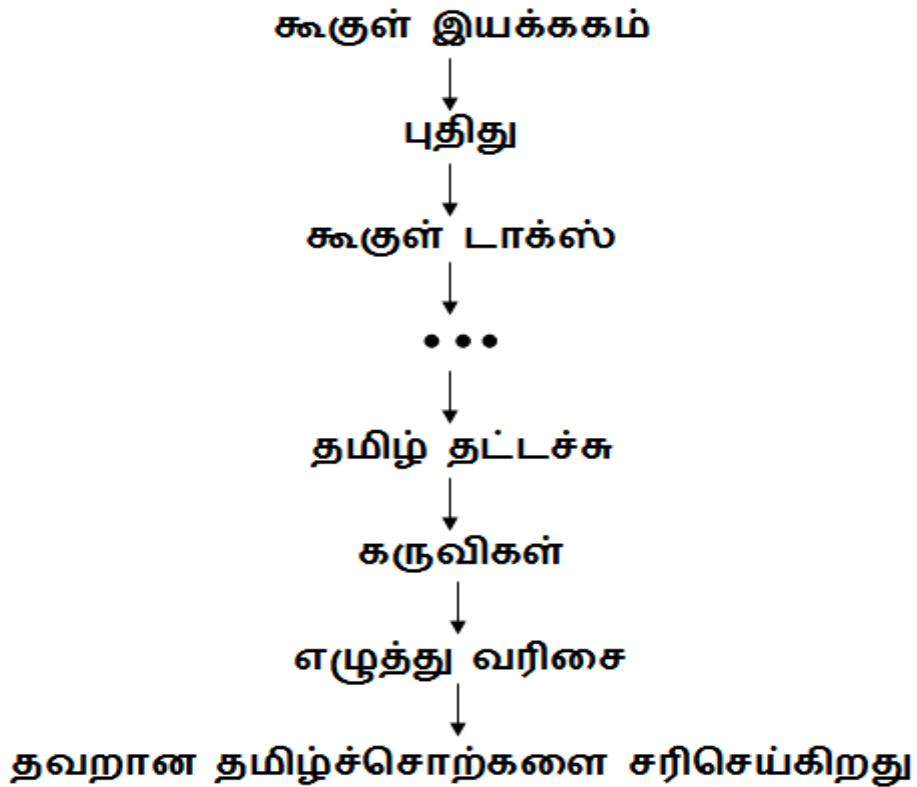 கூகுள் இயக்ககம்
புதிது
கூகுள் டாக்ஸ்
•••
தமிழ் தட்டச்சு
கருவிகள்
எழுத்து வரிசை
தவறான தமிழ்ச்சொற்களை சரிசெய்கிறது